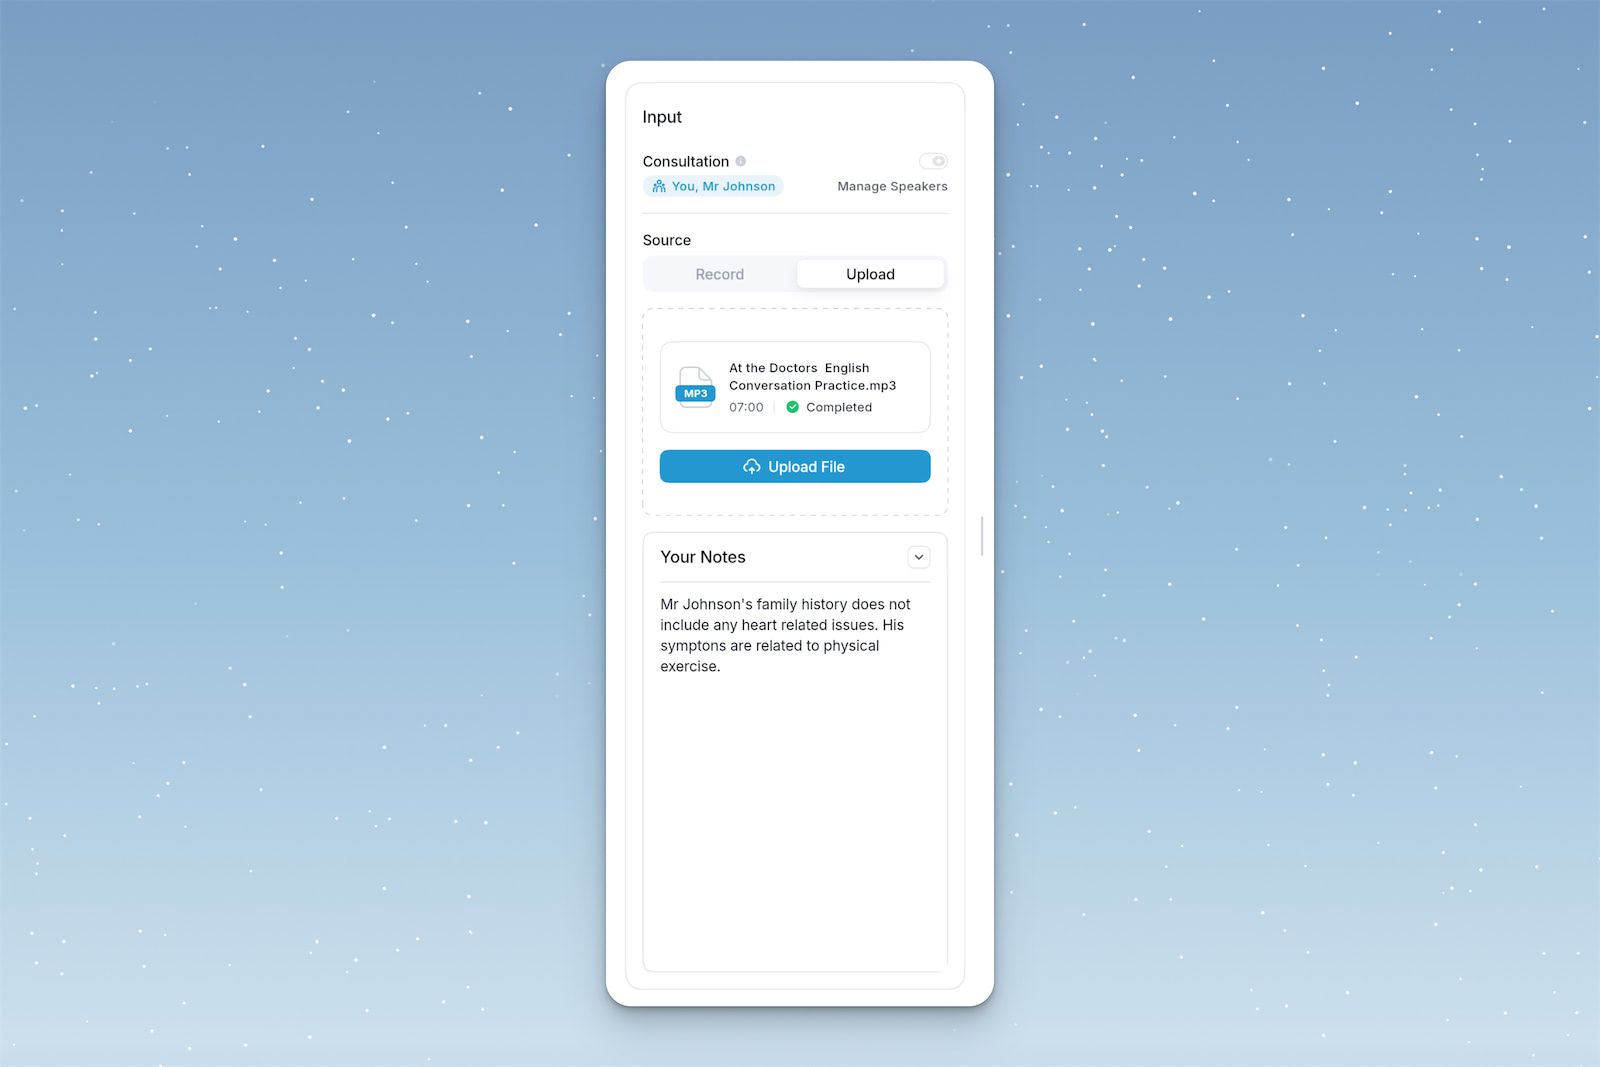 Input
Consultation
You, Mr Johnson
Manage Speakers
Source
Record
Upload
At the Doctors  English
Conversation Practice.mp3
MP3
07:00
Completed
Upload File
Your Notes
Mr Johnson's family history does not
include any heart related issues. His
symptons are related to physical
exercise.